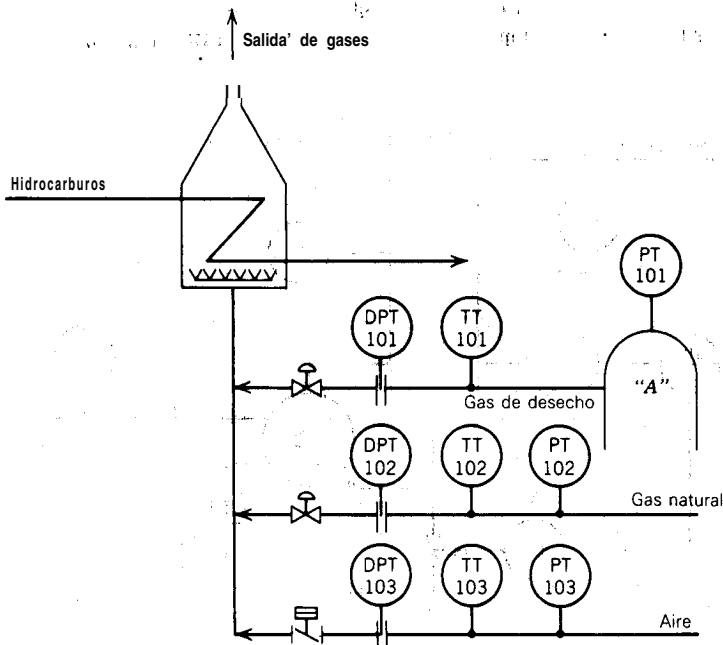 Salida' de gases
Hidrocarburos
PT
101
DPT
101
TT
101
"A"
Gas de desecho
DPT
102
TT
102
PT
102
Gas natural
DPT
103
TT
103
PT
103
Aire